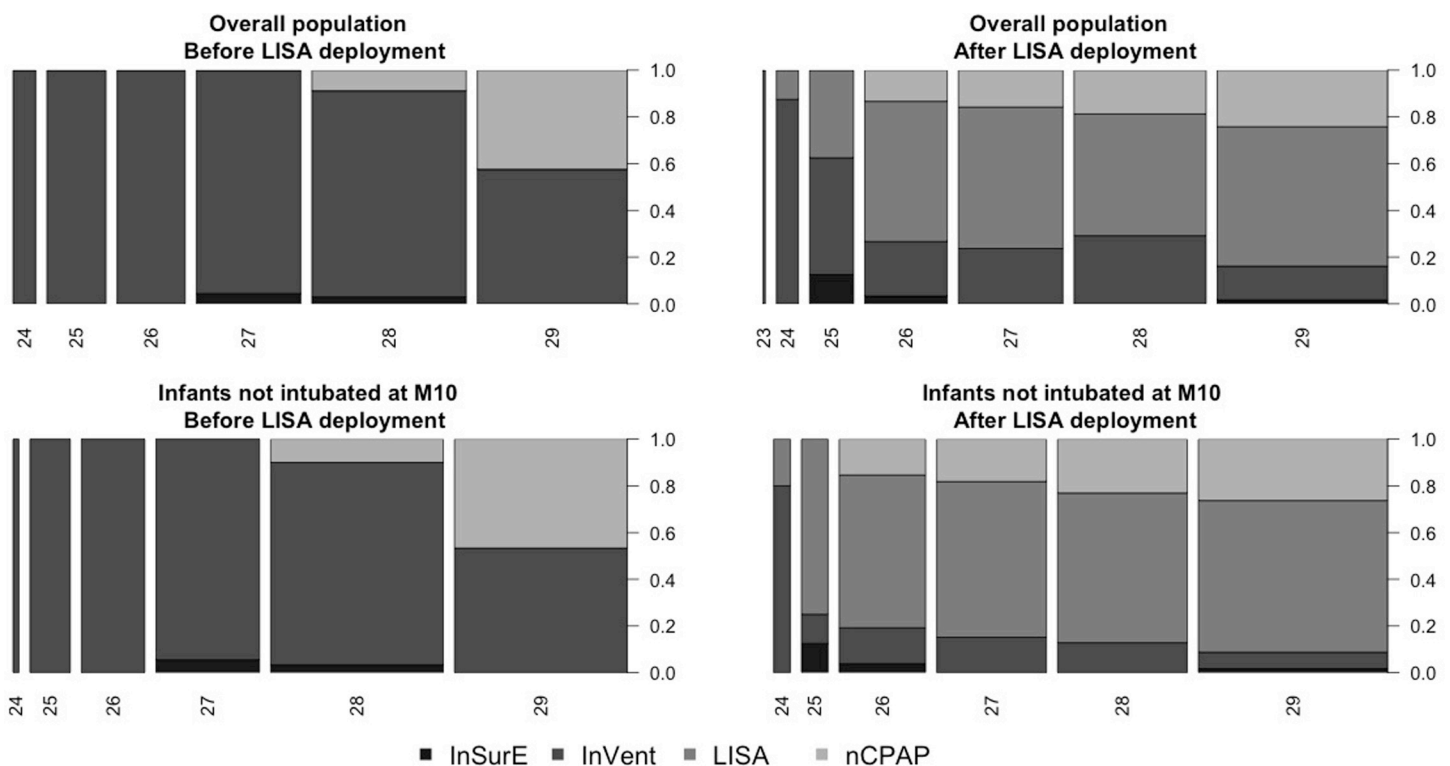 Overall population
Before LISA deployment
1.0
0.8
0.6
0.4
0.2
0.0
24 25 26 27 28 29
Overall population
After LISA deployment
1.0
0.8
0.6
0.4
0.2
0.0
23 24 25 26 27 28 29
Infants not intubated at M10
Before LISA deployment
1.0
0.8
0.6
0.4
0.2
0.0
24 25 26 27 28 29
Infants not intubated at M10
After LISA deployment
1.0
0.8
0.6
0.4
0.2
0.0
24 25 26 27 28 29
InSurE InVent LISA nCPAP